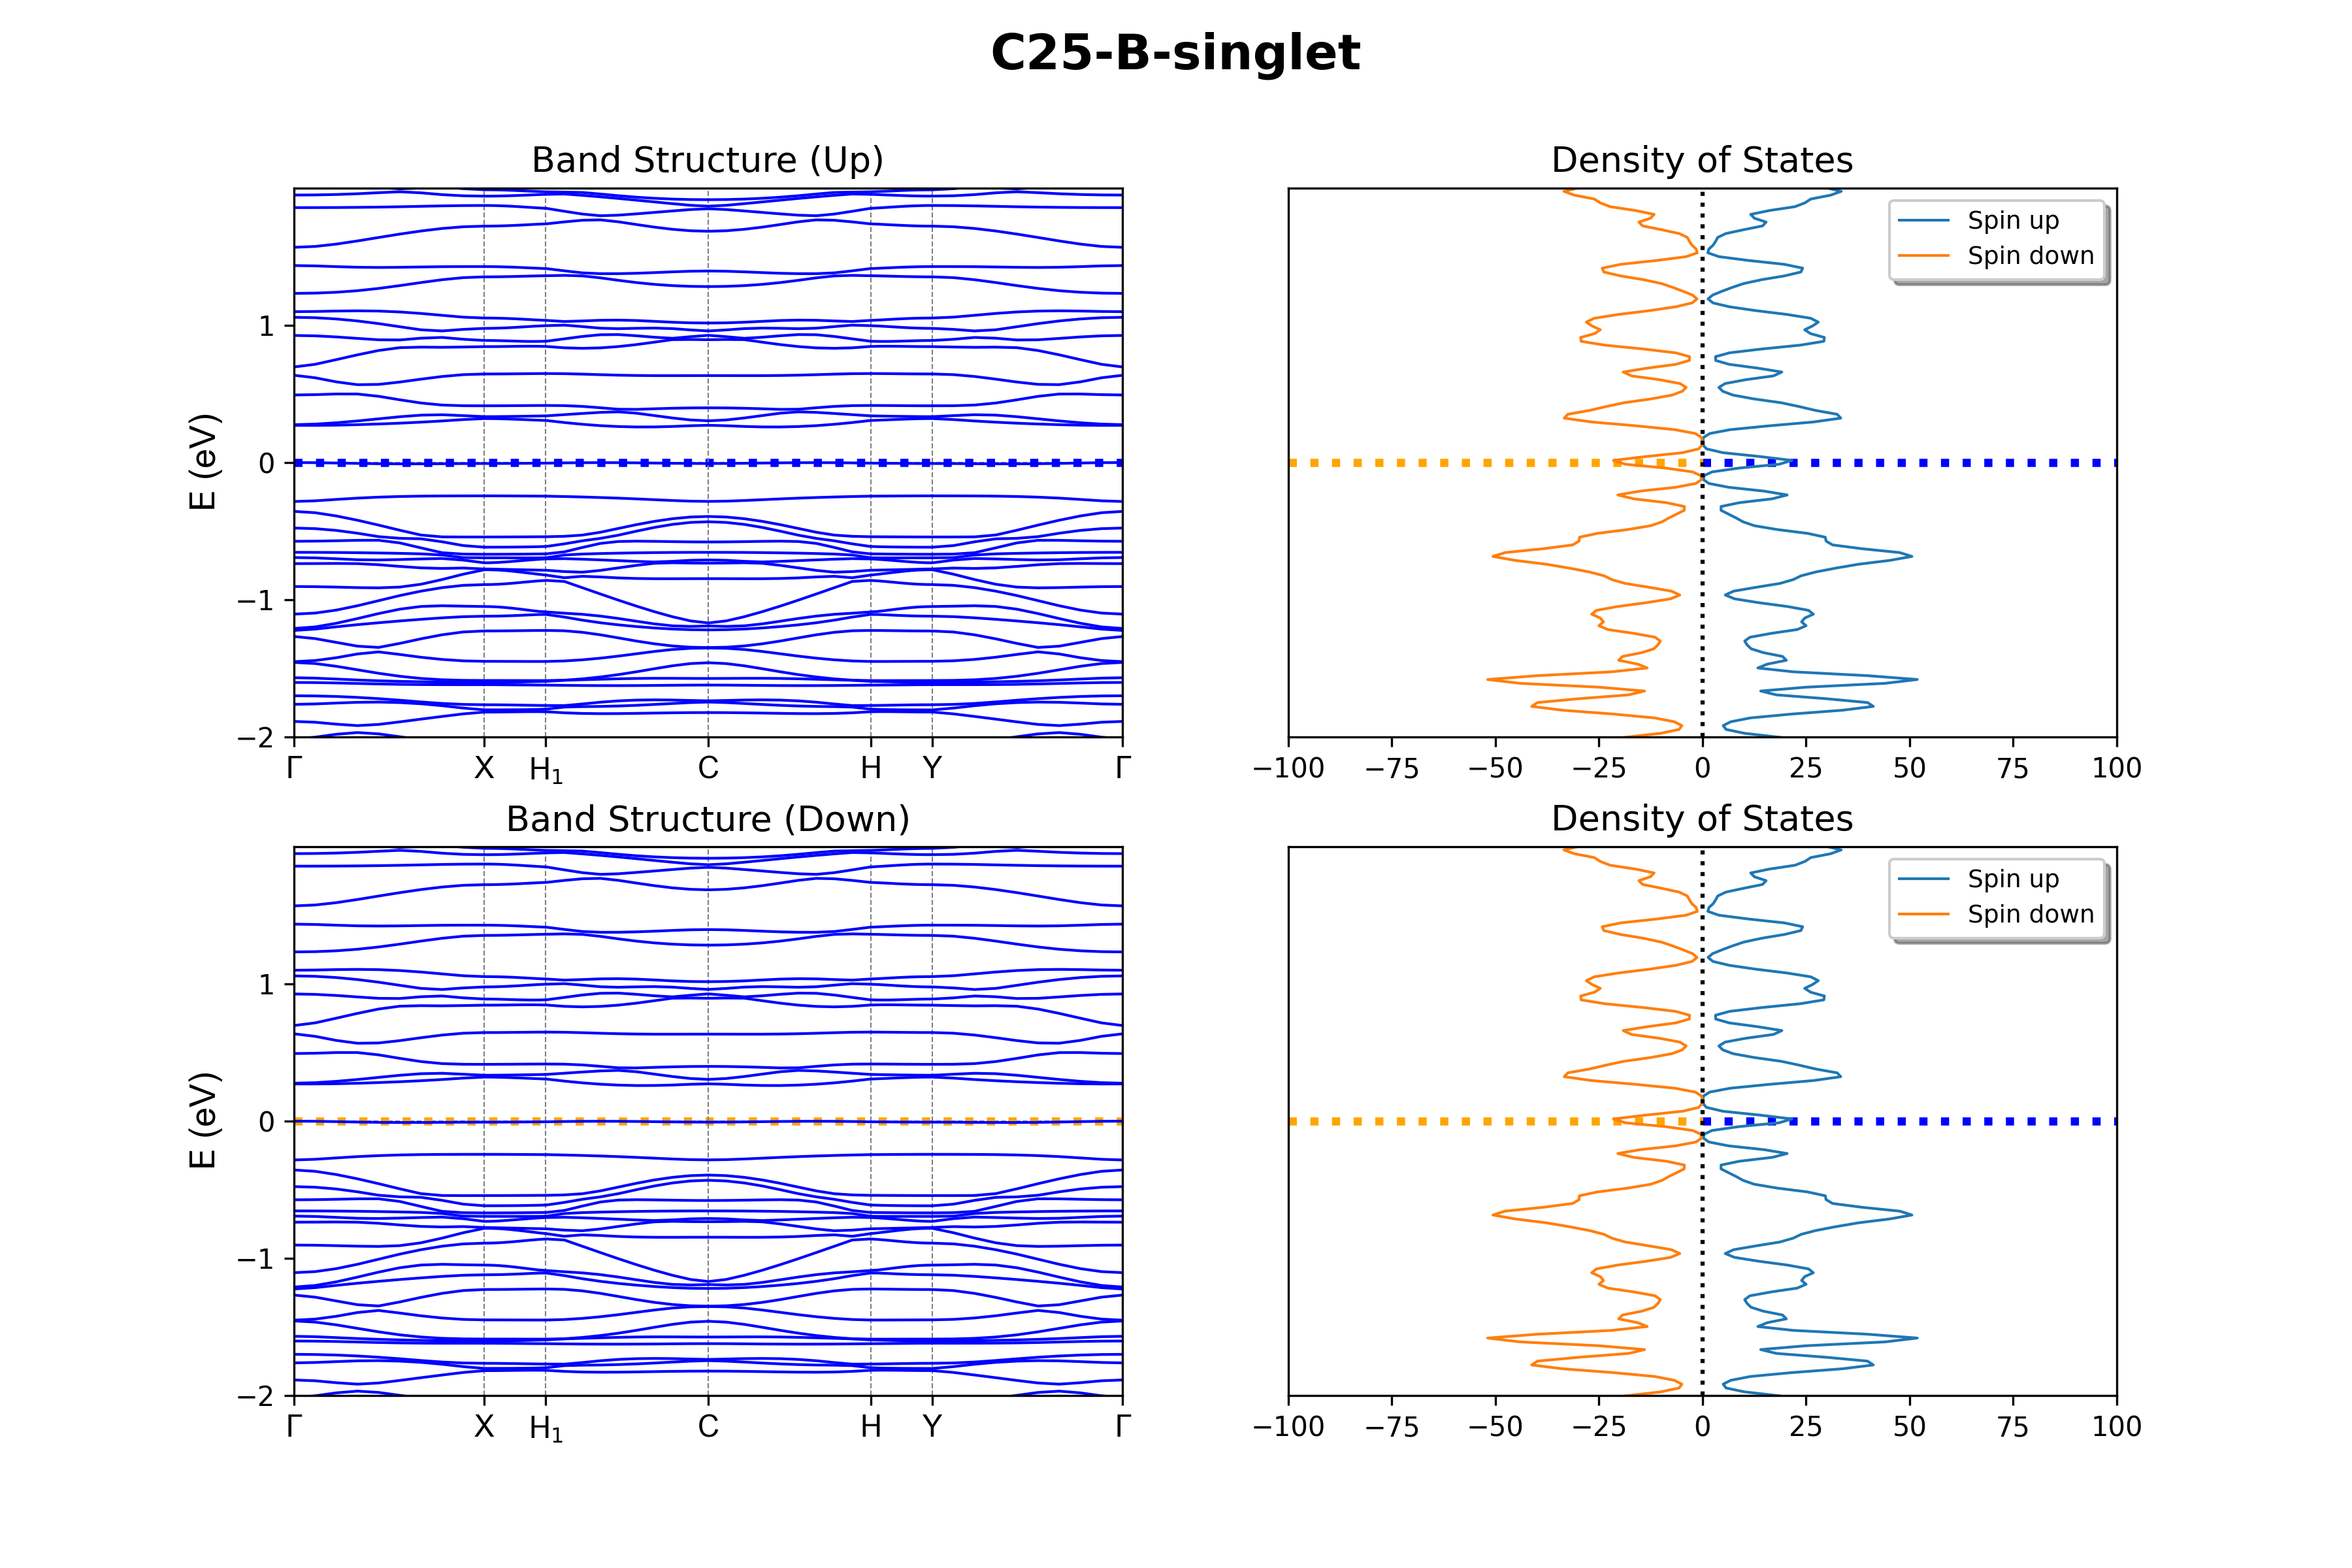 C25-B-singlet
Band Structure (Up)
Density of States
E (eV)
1
0
−1
−2
Γ X H₁ C H Y Γ
Spin up
Spin down
−100 −75 −50 −25 0 25 50 75 100
Band Structure (Down)
Density of States
E (eV)
1
0
−1
−2
Γ X H₁ C H Y Γ
Spin up
Spin down
−100 −75 −50 −25 0 25 50 75 100